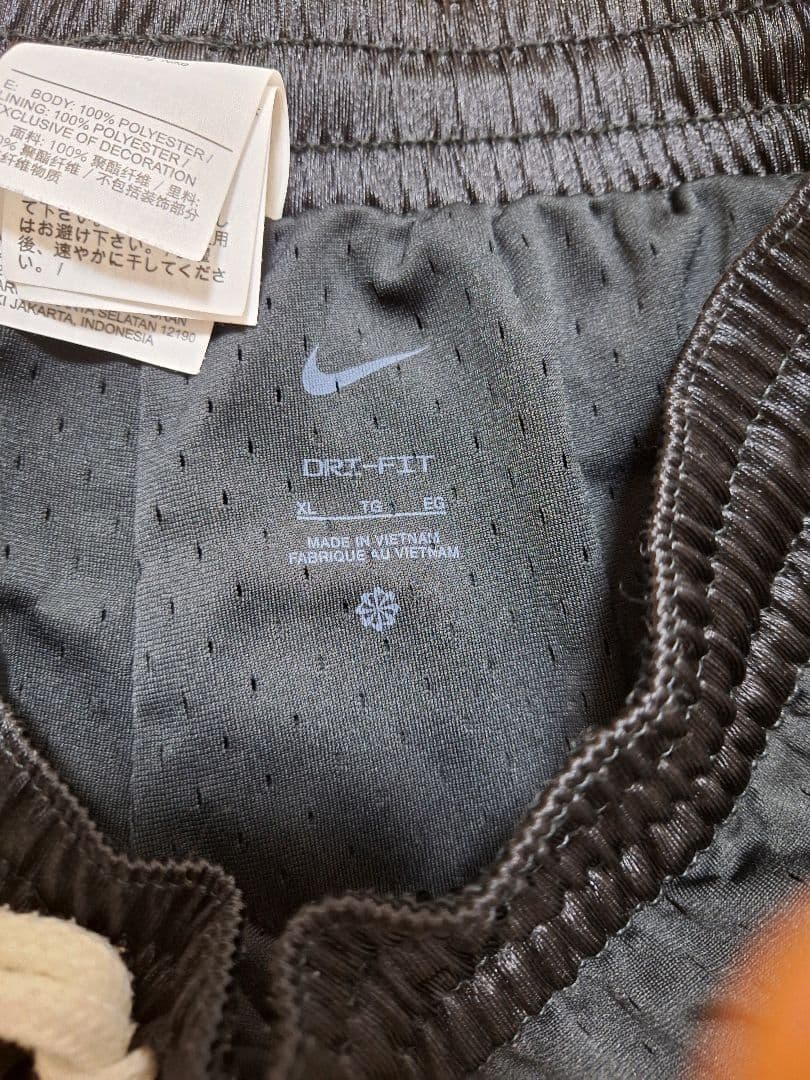 E: BODY: 100% POLYESTER /
LINING: 100% POLYESTER /
EXCLUSIVE OF DECORATION
面料: 100% 聚酯纤维 / 里料:
聚酯纤维 / 不包括装饰部分
纤维物质
て下さい
はお避け下さい。 用
後、速やかに干してくださ
い。 /
SELATAN 12190
JAKARTA, INDONESIA
DRI-FIT
XL TG EG
MADE IN VIETNAM
FABRIQUE AU VIETNAM